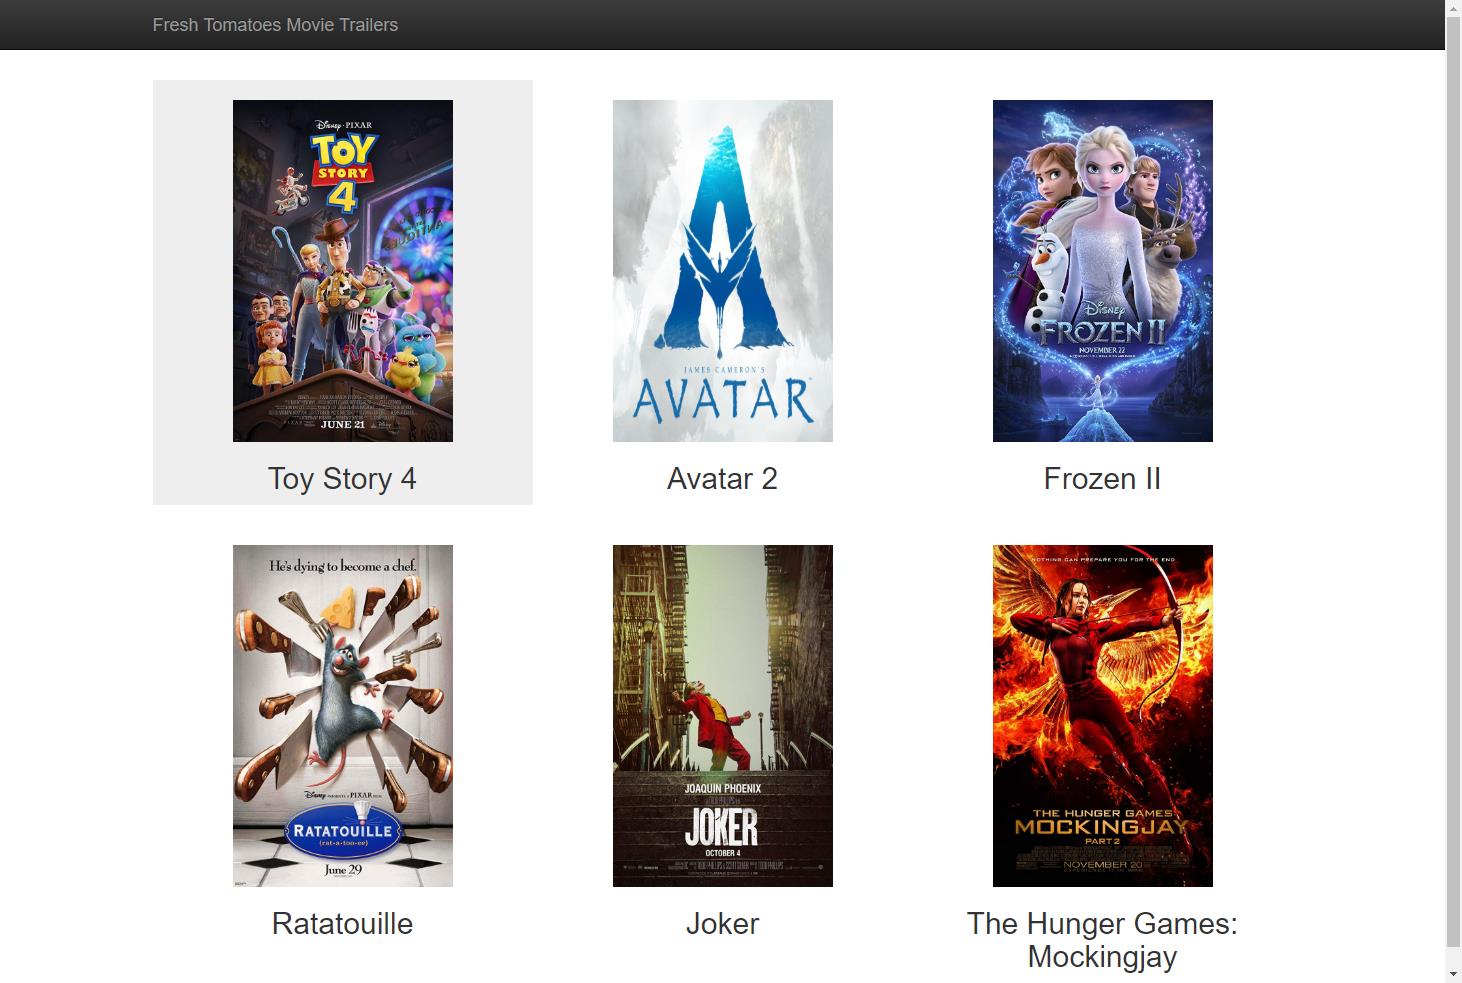 Fresh Tomatoes Movie Trailers
Disney · PIXAR
TOY
STORY
4
JUNE 21
Toy Story 4
JAMES CAMERON'S
AVATAR
Avatar 2
Disney
FROZEN II
NOVEMBER 22
Frozen II
He's dying to become a chef.
Disney PRESENTS A PIXAR FILM
RATATOUILLE
(rat·a·too·ee)
June 29
Ratatouille
JOAQUIN PHOENIX
JOKER
OCTOBER 4
Joker
NOTHING CAN PREPARE YOU FOR THE END
THE HUNGER GAMES:
MOCKINGJAY
PART 2
NOVEMBER 20
The Hunger Games:
Mockingjay